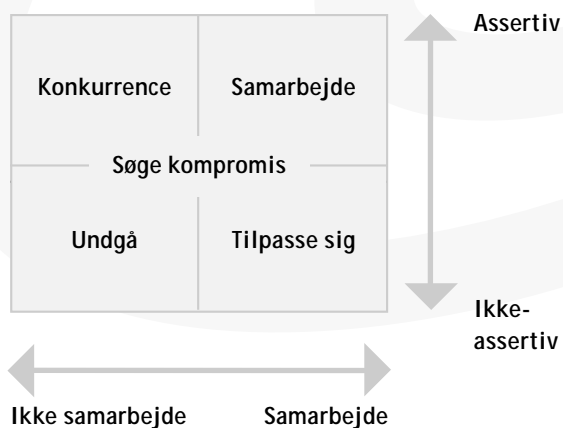 Assertiv
Konkurrence
Samarbejde
Søge kompromis
Undgå
Tilpasse sig
Ikke-
assertiv
Ikke samarbejde
Samarbejde